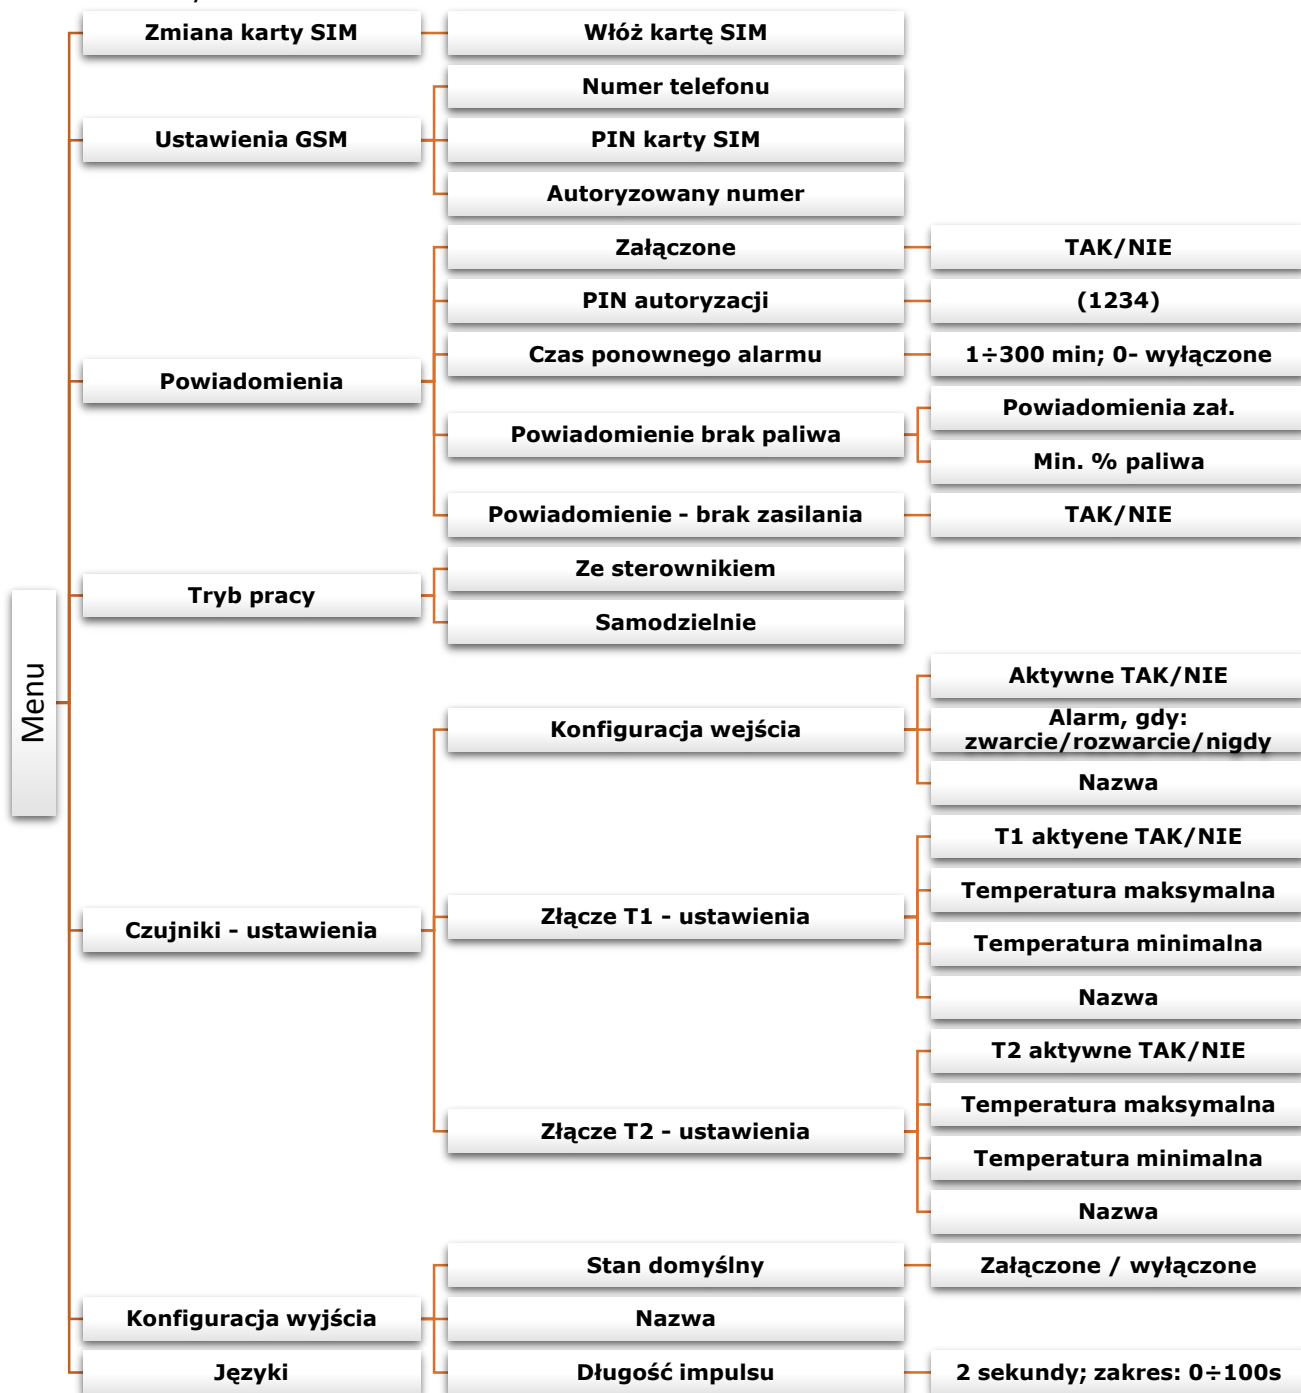 Menu
Zmiana karty SIM
Włóż kartę SIM
Ustawienia GSM
Numer telefonu
PIN karty SIM
Autoryzowany numer
Powiadomienia
Załączone
TAK/NIE
PIN autoryzacji
(1234)
Czas ponownego alarmu
1÷300 min; 0- wyłączone
Powiadomienie brak paliwa
Powiadomienia zał.
Min. % paliwa
Powiadomienie - brak zasilania
TAK/NIE
Tryb pracy
Ze sterownikiem
Samodzielnie
Czujniki - ustawienia
Konfiguracja wejścia
Aktywne TAK/NIE
Alarm, gdy:
zwarcie/rozwarcie/nigdy
Nazwa
Złącze T1 - ustawienia
T1 aktyene TAK/NIE
Temperatura maksymalna
Temperatura minimalna
Nazwa
Złącze T2 - ustawienia
T2 aktywne TAK/NIE
Temperatura maksymalna
Temperatura minimalna
Nazwa
Konfiguracja wyjścia
Stan domyślny
Załączone / wyłączone
Nazwa
Długość impulsu
2 sekundy; zakres: 0÷100s
Języki